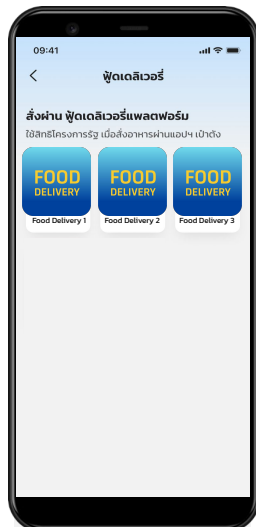 09:41
ฟู้ดเดลิเวอรี่
สั่งผ่าน ฟู้ดเดลิเวอรี่แพลตฟอร์ม
ใช้สิทธิโครงการรัฐ เมื่อสั่งอาหารผ่านแอปฯ เป๋าตัง
FOOD DELIVERY
FOOD DELIVERY
FOOD DELIVERY
Food Delivery 1
Food Delivery 2
Food Delivery 3